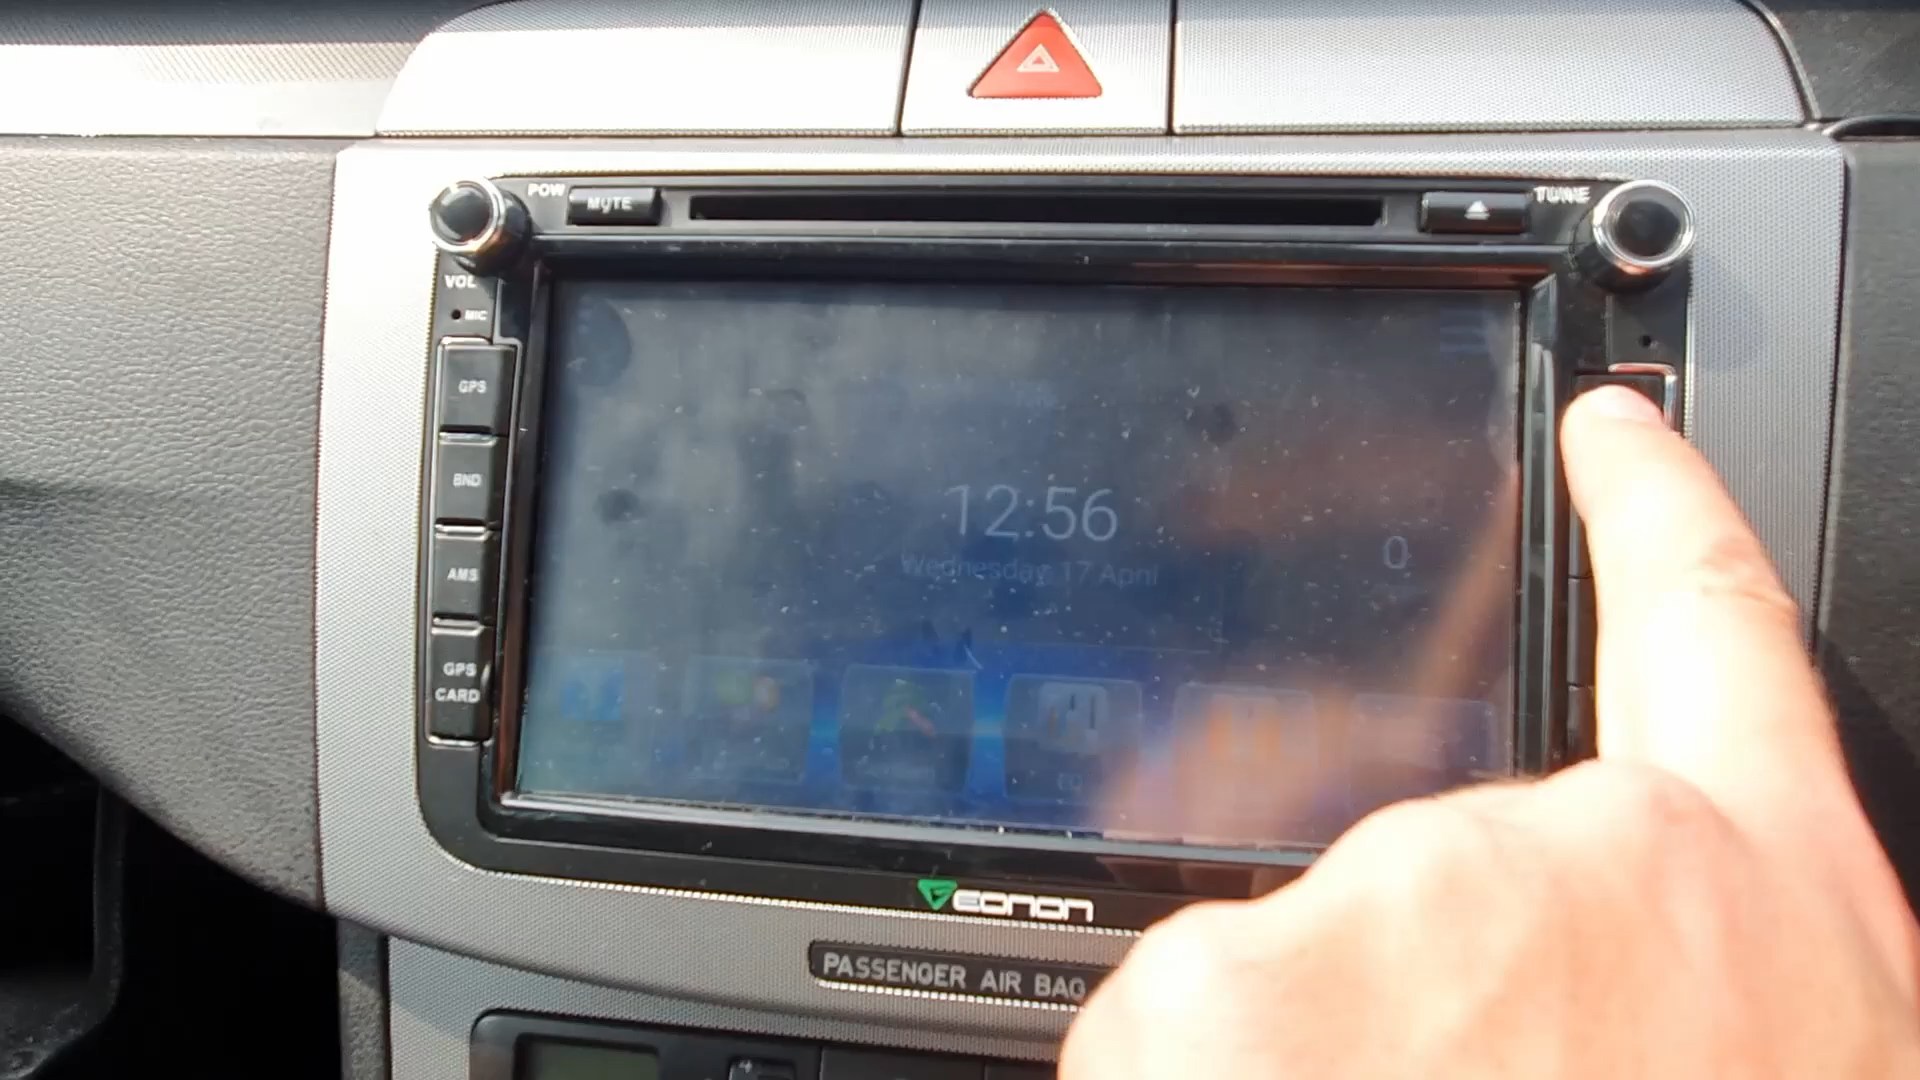 POW
MUTE
TUNE
VOL
MIC
GPS
BND
AMS
GPS
CARD
12:56
Wednesday, 17 April
0
EQ
EONON
PASSENGER AIR BAG